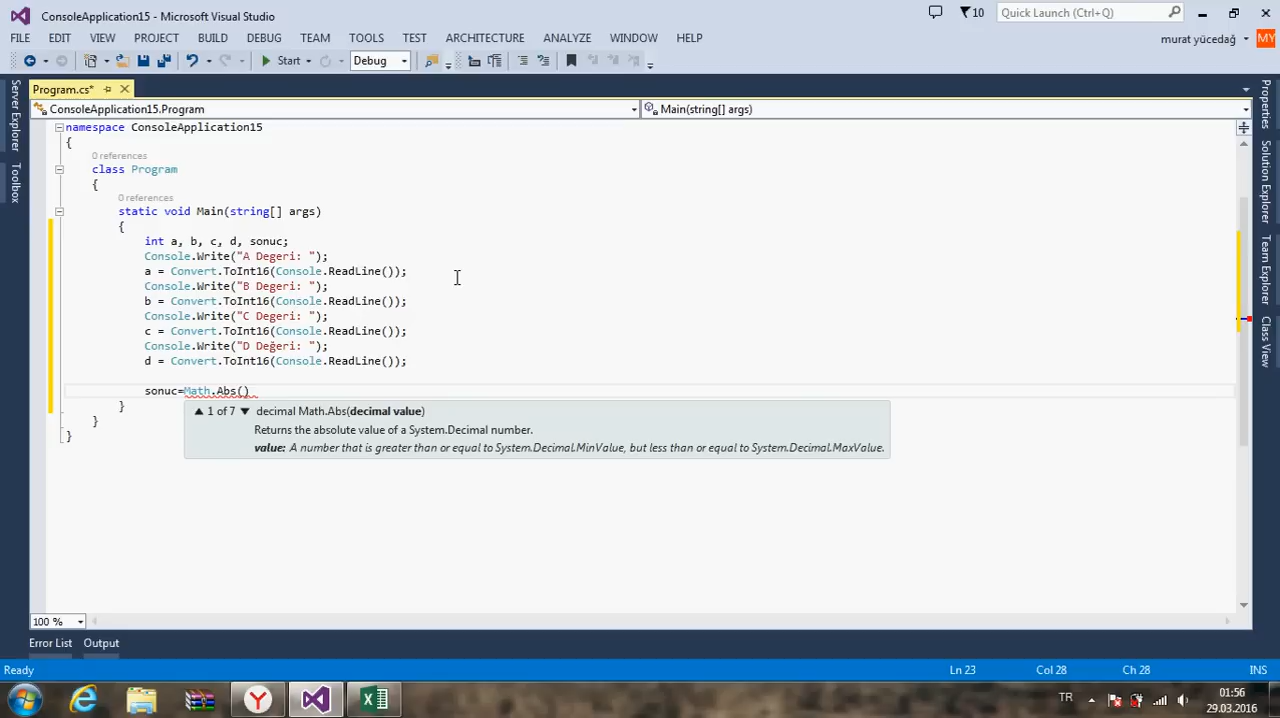 ConsoleApplication15 - Microsoft Visual Studio
10
Quick Launch (Ctrl+Q)
FILE EDIT VIEW PROJECT BUILD DEBUG TEAM TOOLS TEST ARCHITECTURE ANALYZE WINDOW HELP
murat yücedağ
MY
Start
Debug
Program.cs*
ConsoleApplication15.Program
Main(string[] args)
Server Explorer
Toolbox
Properties
Solution Explorer
Team Explorer
Class View
namespace ConsoleApplication15
{
0 references
class Program
{
0 references
static void Main(string[] args)
{
int a, b, c, d, sonuc;
Console.Write("A Degeri: ");
a = Convert.ToInt16(Console.ReadLine());
Console.Write("B Degeri: ");
b = Convert.ToInt16(Console.ReadLine());
Console.Write("C Degeri: ");
c = Convert.ToInt16(Console.ReadLine());
Console.Write("D Değeri: ");
d = Convert.ToInt16(Console.ReadLine());
sonuc=Math.Abs()
}
1 of 7 decimal Math.Abs(decimal value)
Returns the absolute value of a System.Decimal number.
value: A number that is greater than or equal to System.Decimal.MinValue, but less than or equal to System.Decimal.MaxValue.
}
}
100 %
Error List Output
Ready
Ln 23 Col 28 Ch 28 INS
TR
01:56
29.03.2016